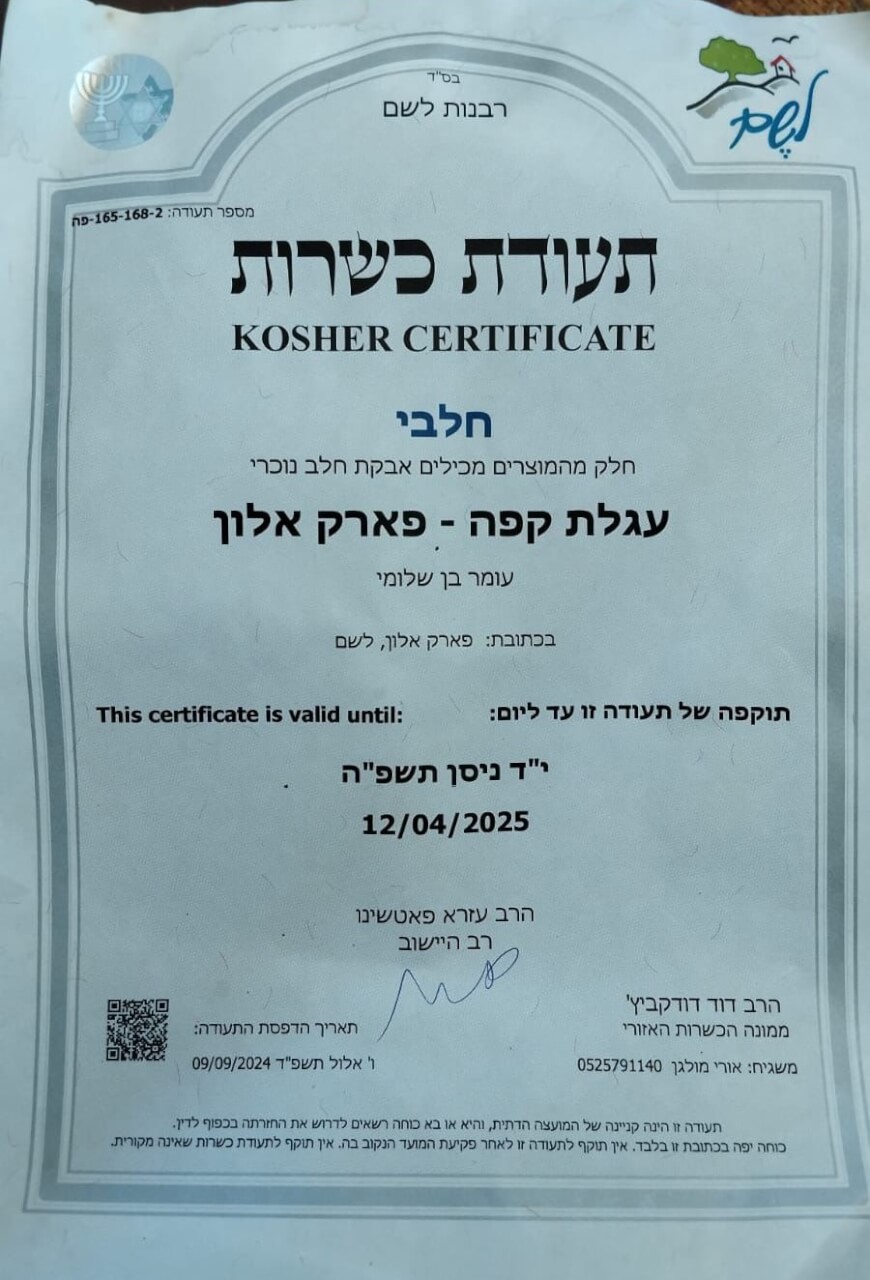 בס"ד
רבנות לשם
לשם
מספר תעודה: פה-165-168-2
תעודת כשרות
KOSHER CERTIFICATE
חלבי
חלק מהמוצרים מכילים אבקת חלב נוכרי
עגלת קפה - פארק אלון
עומר בן שלומי
בכתובת: פארק אלון, לשם
תוקפה של תעודה זו עד ליום: This certificate is valid until:
י"ד ניסן תשפ"ה
12/04/2025
הרב עזרא פאטשינו
רב היישוב
הרב דוד דודקביץ'
ממונה הכשרות האזורי
משגיח: אורי מולגן 0525791140
תאריך הדפסת התעודה:
ו' אלול תשפ"ד 09/09/2024
תעודה זו הינה קניינה של המועצה הדתית, והיא או בא כוחה רשאים לדרוש את החזרתה בכפוף לדין.
כוחה יפה בכתובת זו בלבד. אין תוקף לתעודה זו לאחר פקיעת המועד הנקוב בה. אין תוקף לתעודת כשרות שאינה מקורית.